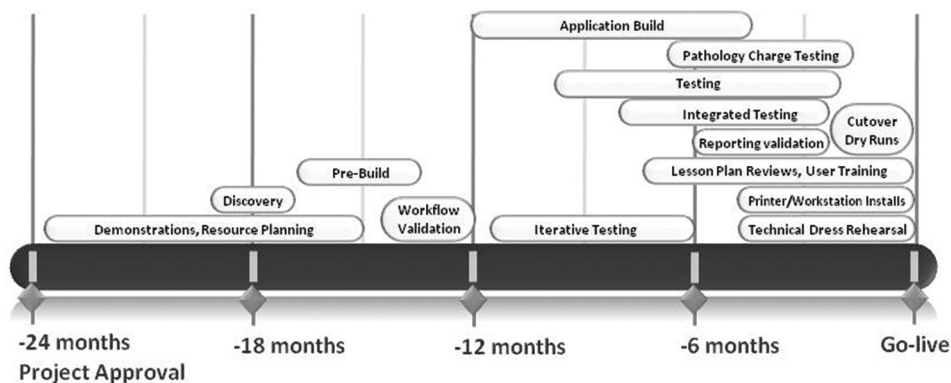 Application Build
Pathology Charge Testing
Testing
Integrated Testing
Cutover
Dry Runs
Reporting validation
Pre-Build
Lesson Plan Reviews, User Training
Discovery
Workflow
Validation
Printer/Workstation Installs
Demonstrations, Resource Planning
Iterative Testing
Technical Dress Rehearsal
-24 months
Project Approval
-18 months
-12 months
-6 months
Go-live